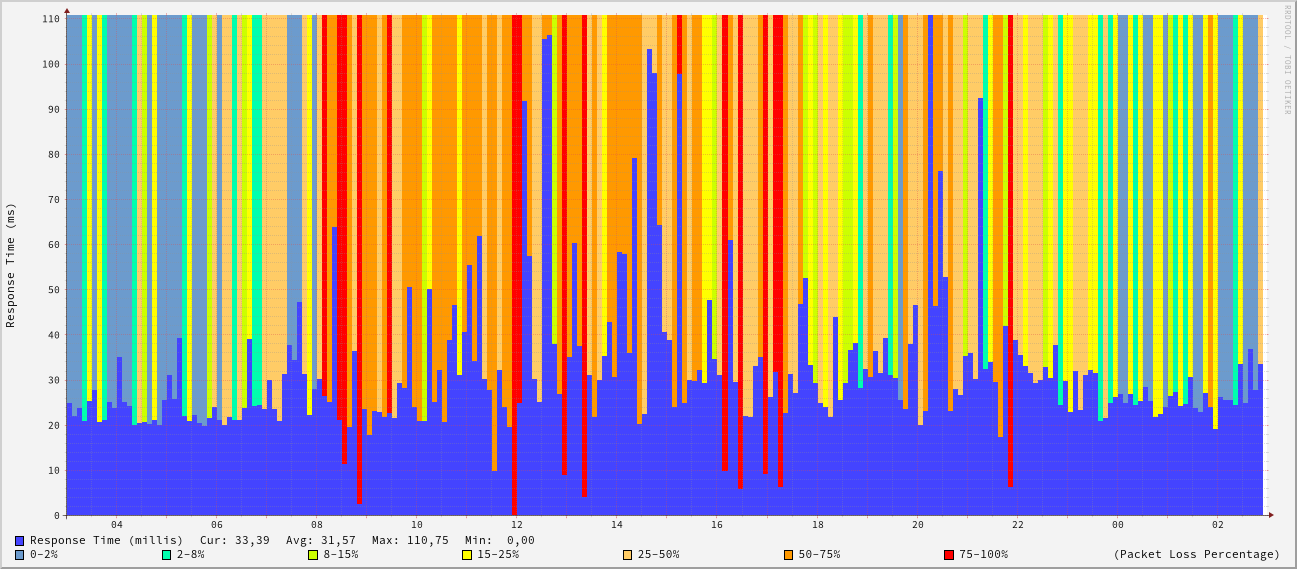 RRDTOOL / TOBI OETIKER
Response Time (ms)
110
100
90
80
70
60
50
40
30
20
10
0
04 06 08 10 12 14 16 18 20 22 00 02
Response Time (millis) Cur: 33,39 Avg: 31,57 Max: 110,75 Min: 0,00
0-2% 2-8% 8-15% 15-25% 25-50% 50-75% 75-100% (Packet Loss Percentage)